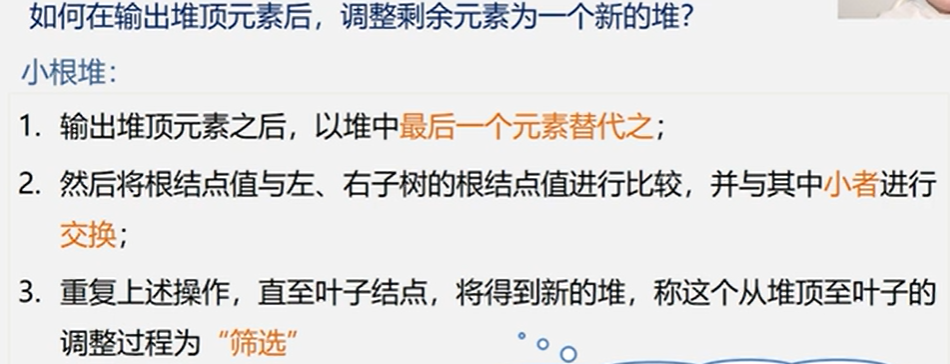 如何在输出堆顶元素后，调整剩余元素为一个新的堆？
小根堆：
1. 输出堆顶元素之后，以堆中最后一个元素替代之；
2. 然后将根结点值与左、右子树的根结点值进行比较，并与其中小者进行
交换；
3. 重复上述操作，直至叶子结点，将得到新的堆，称这个从堆顶至叶子的
调整过程为“筛选”